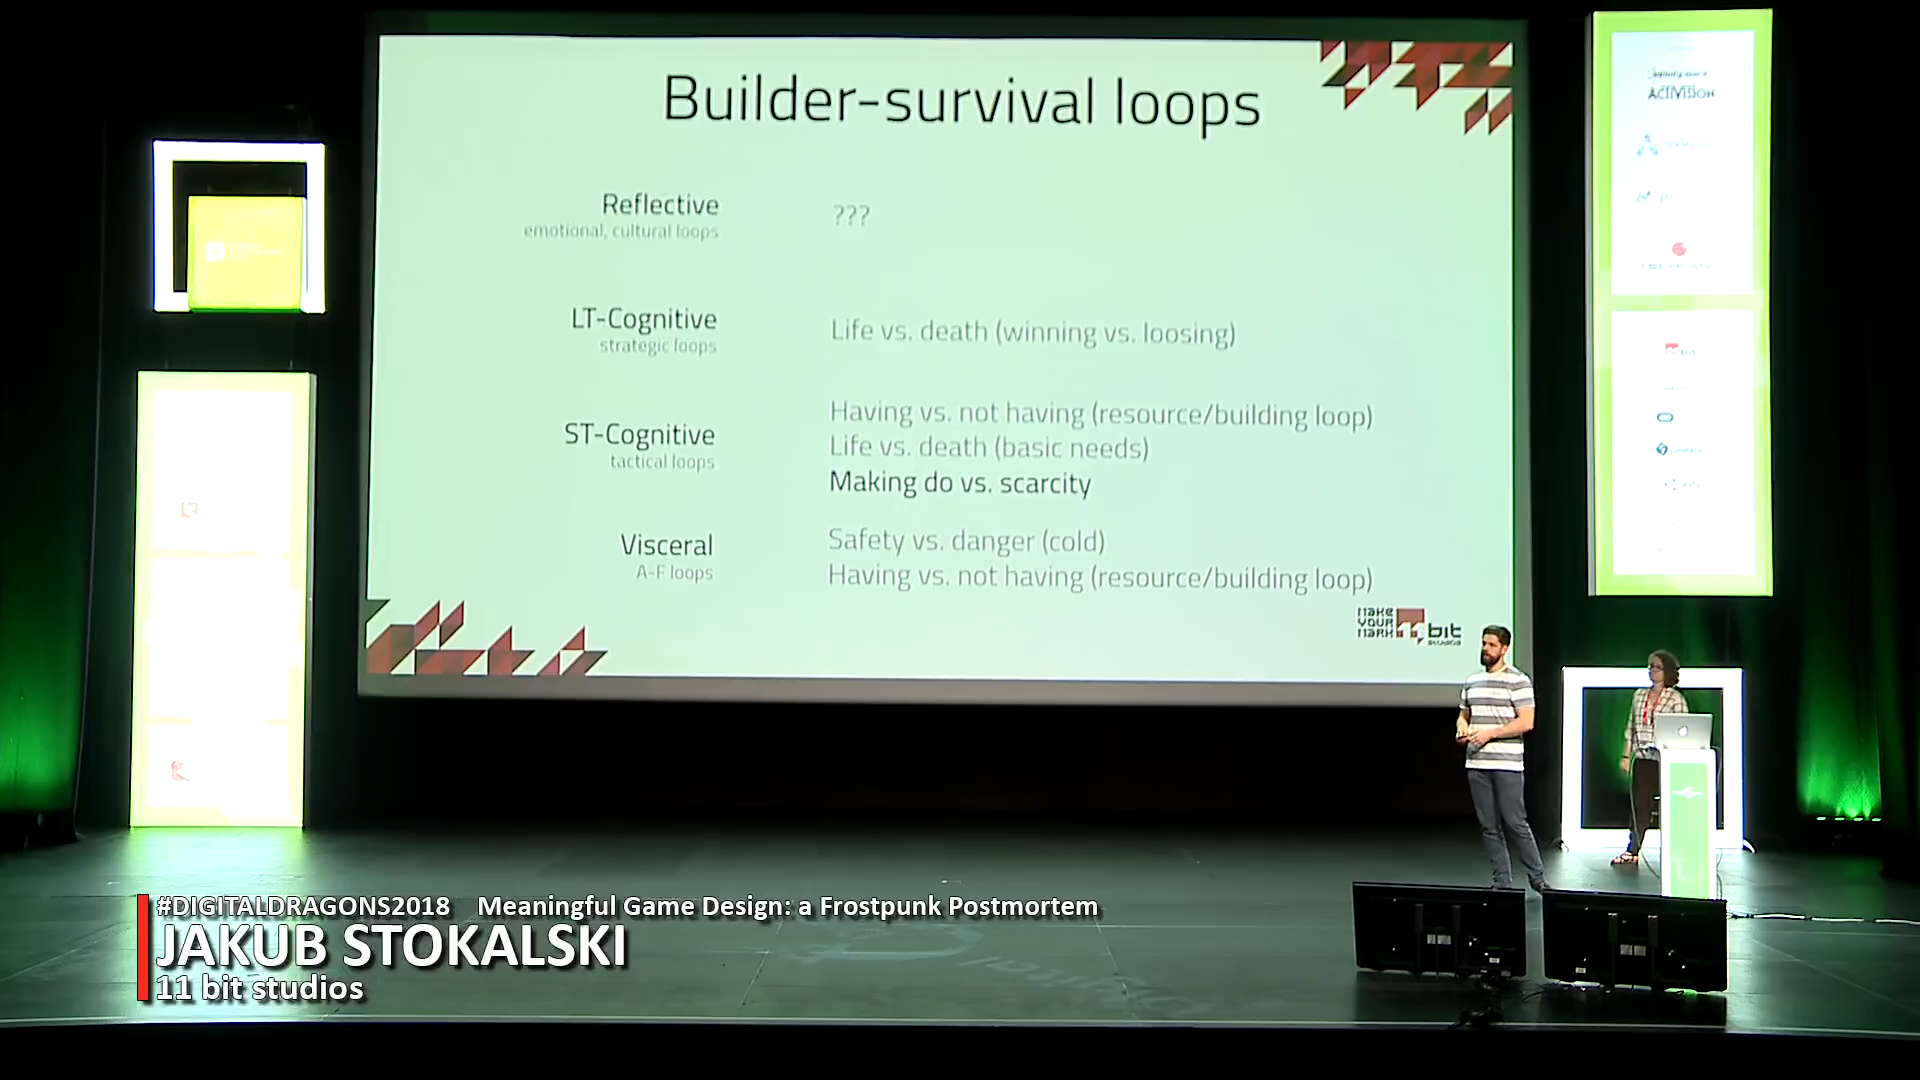 Builder-survival loops
Reflective
emotional, cultural loops
???
LT-Cognitive
strategic loops
Life vs. death (winning vs. loosing)
ST-Cognitive
tactical loops
Having vs. not having (resource/building loop)
Life vs. death (basic needs)
Making do vs. scarcity
Visceral
A-F loops
Safety vs. danger (cold)
Having vs. not having (resource/building loop)
MAKE
YOUR
MARK
11 bit
STUDIOS
ACTIVISION
#DIGITALDRAGONS2018 Meaningful Game Design: a Frostpunk Postmortem
JAKUB STOKALSKI
11 bit studios